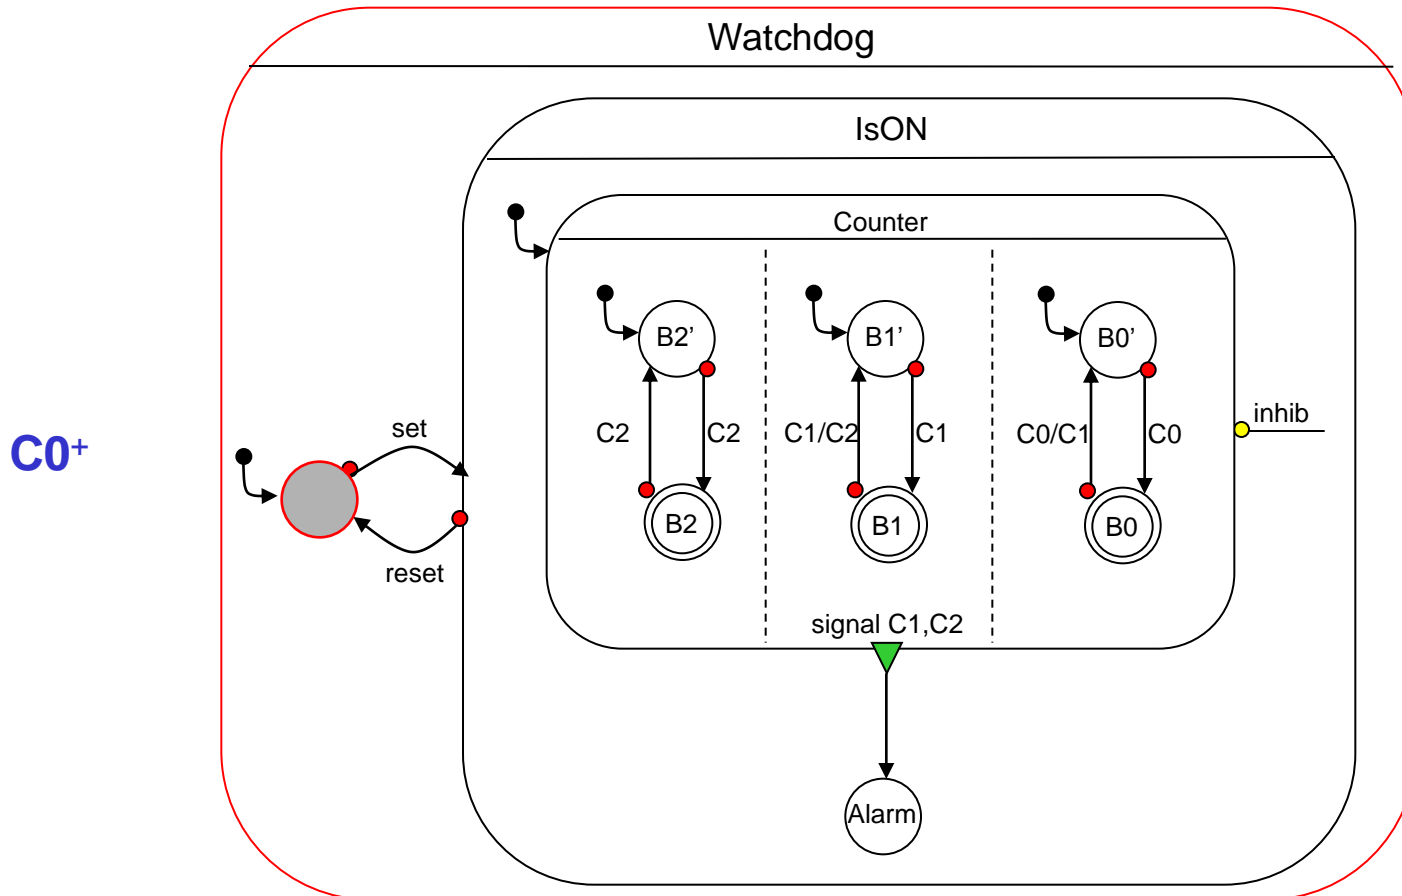 Watchdog
IsON
Counter
B2’
B1’
B0’
C0⁺
set
C2
C2
C1/C2
C1
C0/C1
C0
inhib
B2
B1
B0
reset
signal C1,C2
Alarm